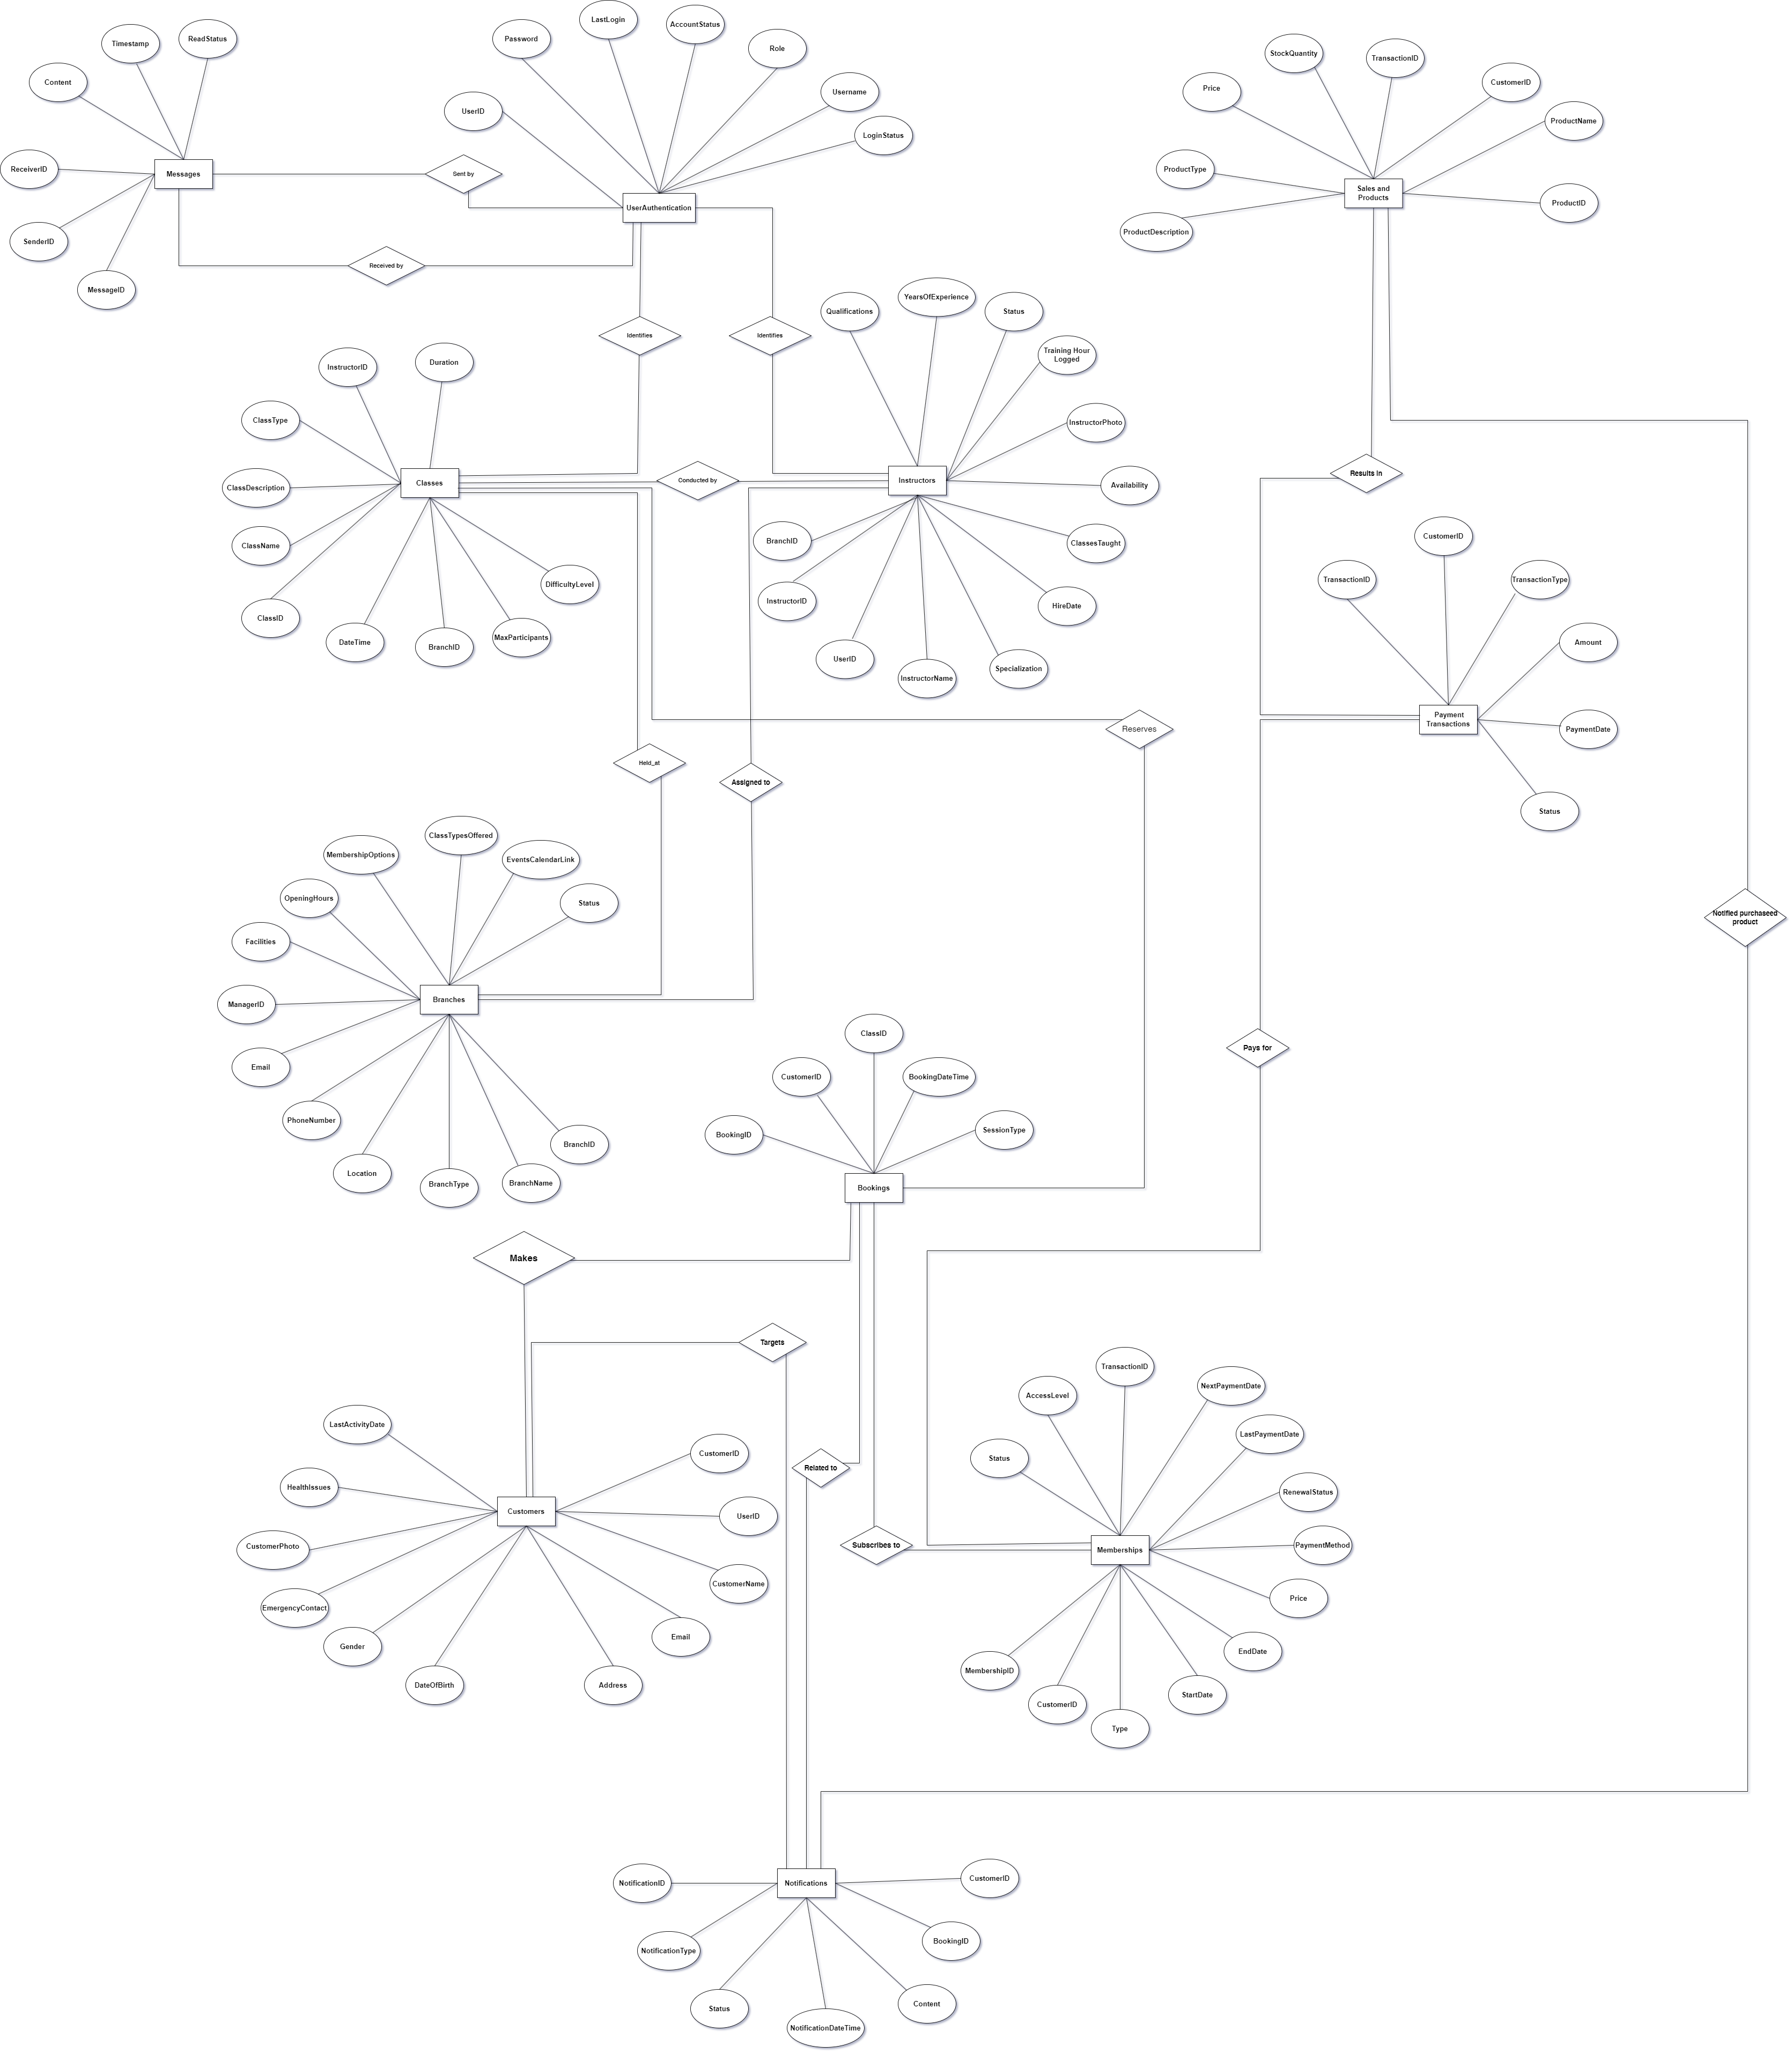 LastLogin
AccountStatus
ReadStatus
Timestamp
Password
Role
Content
Username
UserID
LoginStatus
ReceiverID
Messages
Sent by
UserAuthentication
SenderID
Received by
MessageID
StockQuantity
TransactionID
CustomerID
Price
ProductName
ProductType
Sales and
Products
ProductID
ProductDescription
Identifies
Identifies
Qualifications
YearsOfExperience
Status
Training Hour
Logged
InstructorPhoto
Availability
Instructors
ClassesTaught
BranchID
InstructorID
HireDate
UserID
InstructorName
Specialization
InstructorID
Duration
ClassType
ClassDescription
Classes
Conducted by
ClassName
ClassID
DateTime
BranchID
MaxParticipants
DifficultyLevel
Results in
CustomerID
TransactionID
TransactionType
Amount
Payment
Transactions
PaymentDate
Status
Reserves
Held_at
Assigned to
ClassTypesOffered
MembershipOptions
EventsCalendarLink
OpeningHours
Status
Facilities
ManagerID
Branches
Email
PhoneNumber
Location
BranchType
BranchName
BranchID
Notified purchaseed
product
Pays for
ClassID
CustomerID
BookingDateTime
BookingID
SessionType
Bookings
Makes
Targets
Related to
Subscribes to
LastActivityDate
CustomerID
HealthIssues
Customers
UserID
CustomerPhoto
CustomerName
EmergencyContact
Gender
Email
DateOfBirth
Address
TransactionID
AccessLevel
NextPaymentDate
LastPaymentDate
Status
RenewalStatus
Memberships
PaymentMethod
Price
EndDate
MembershipID
StartDate
CustomerID
Type
NotificationID
Notifications
CustomerID
NotificationType
BookingID
Status
Content
NotificationDateTime